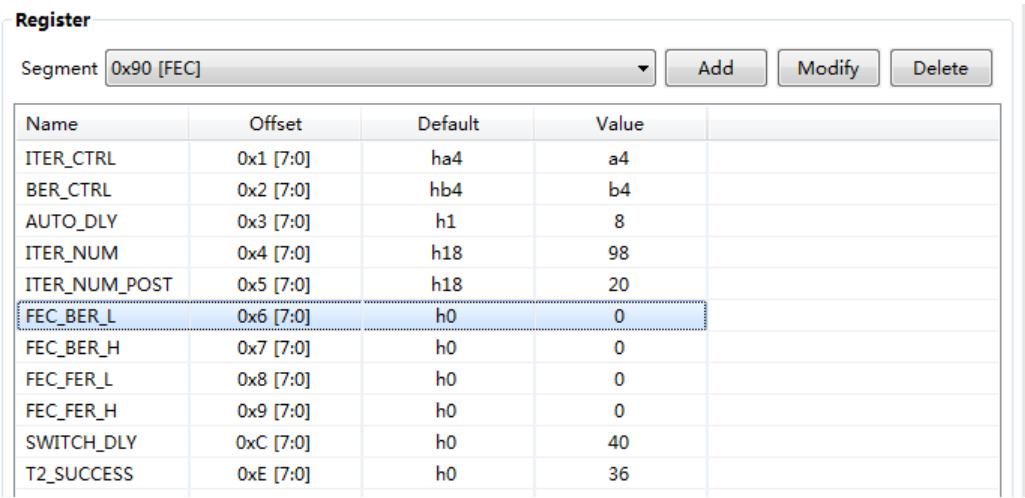 Register
Segment 0x90 [FEC] Add Modify Delete
Name Offset Default Value
ITER_CTRL 0x1 [7:0] ha4 a4
BER_CTRL 0x2 [7:0] hb4 b4
AUTO_DLY 0x3 [7:0] h1 8
ITER_NUM 0x4 [7:0] h18 98
ITER_NUM_POST 0x5 [7:0] h18 20
FEC_BER_L 0x6 [7:0] h0 0
FEC_BER_H 0x7 [7:0] h0 0
FEC_FER_L 0x8 [7:0] h0 0
FEC_FER_H 0x9 [7:0] h0 0
SWITCH_DLY 0xC [7:0] h0 40
T2_SUCCESS 0xE [7:0] h0 36